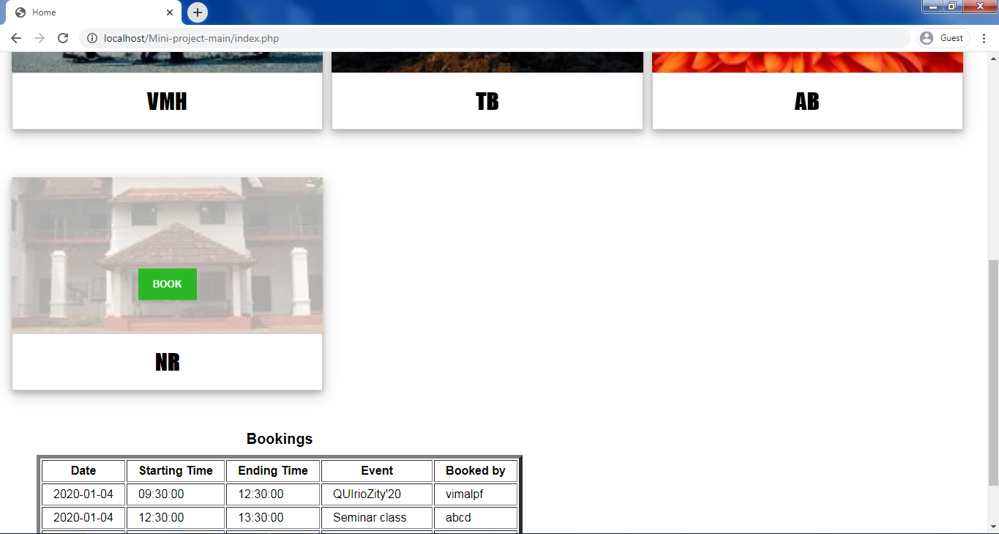 Home
localhost/Mini-project-main/index.php
Guest
VMH TB AB
BOOK
NR
Bookings
Date Starting Time Ending Time Event Booked by
2020-01-04 09:30:00 12:30:00 QUIrioZity'20 vimalpf
2020-01-04 12:30:00 13:30:00 Seminar class abcd